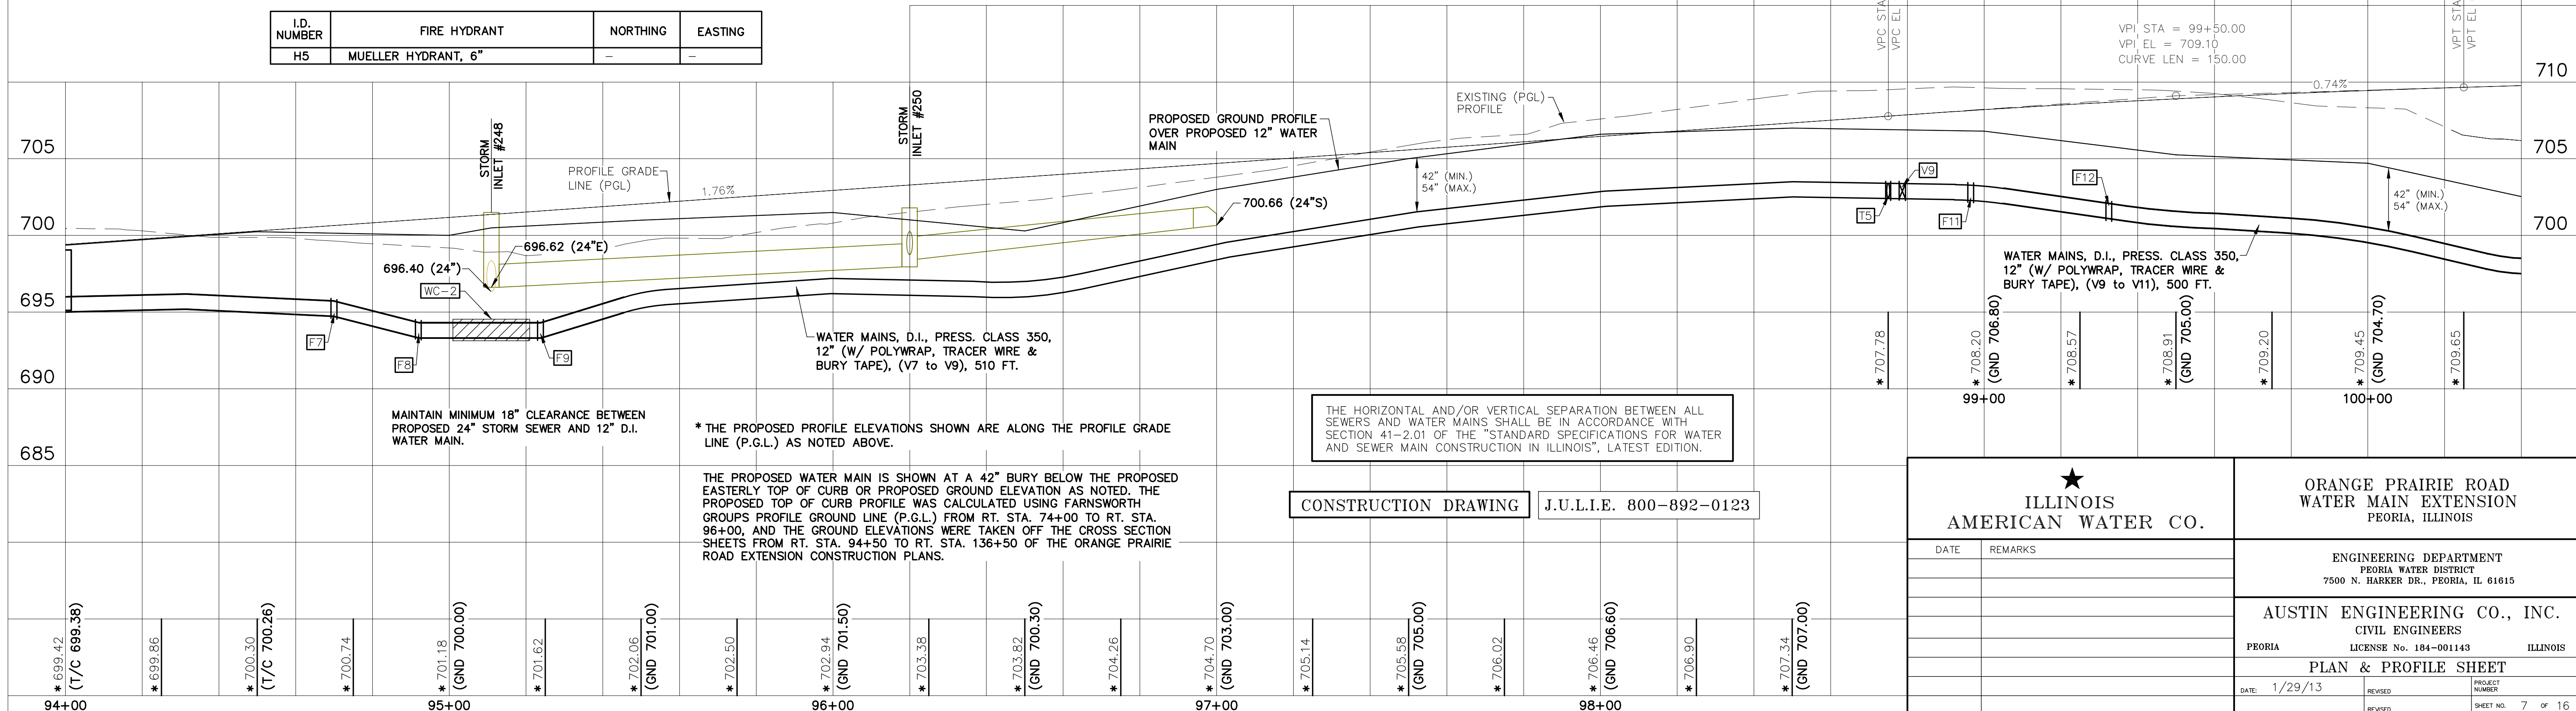 I.D. NUMBER
FIRE HYDRANT
NORTHING
EASTING
H5
MUELLER HYDRANT, 6"
–
–
VPC STA
VPC EL
VPI STA = 99+50.00
VPI EL = 709.10
CURVE LEN = 150.00
VPT STA
VPT EL
710
705
700
695
690
685
710
705
700
STORM
INLET #248
STORM
INLET #250
PROFILE GRADE
LINE (PGL)
1.76%
PROPOSED GROUND PROFILE
OVER PROPOSED 12" WATER
MAIN
EXISTING (PGL)
PROFILE
0.74%
42" (MIN.)
54" (MAX.)
V9
T5
F11
F12
42" (MIN.)
54" (MAX.)
700.66 (24"S)
696.62 (24"E)
696.40 (24")
WC-2
F7
F8
F9
WATER MAINS, D.I., PRESS. CLASS 350,
12" (W/ POLYWRAP, TRACER WIRE &
BURY TAPE), (V7 to V9), 510 FT.
WATER MAINS, D.I., PRESS. CLASS 350,
12" (W/ POLYWRAP, TRACER WIRE &
BURY TAPE), (V9 to V11), 500 FT.
* 707.78
* 708.20
(GND 706.80)
* 708.57
* 708.91
(GND 705.00)
* 709.20
* 709.45
(GND 704.70)
* 709.65
99+00
100+00
MAINTAIN MINIMUM 18" CLEARANCE BETWEEN
PROPOSED 24" STORM SEWER AND 12" D.I.
WATER MAIN.
* THE PROPOSED PROFILE ELEVATIONS SHOWN ARE ALONG THE PROFILE GRADE
LINE (P.G.L.) AS NOTED ABOVE.
THE PROPOSED WATER MAIN IS SHOWN AT A 42" BURY BELOW THE PROPOSED
EASTERLY TOP OF CURB OR PROPOSED GROUND ELEVATION AS NOTED. THE
PROPOSED TOP OF CURB PROFILE WAS CALCULATED USING FARNSWORTH
GROUPS PROFILE GROUND LINE (P.G.L.) FROM RT. STA. 74+00 TO RT. STA.
96+00, AND THE GROUND ELEVATIONS WERE TAKEN OFF THE CROSS SECTION
SHEETS FROM RT. STA. 94+50 TO RT. STA. 136+50 OF THE ORANGE PRAIRIE
ROAD EXTENSION CONSTRUCTION PLANS.
THE HORIZONTAL AND/OR VERTICAL SEPARATION BETWEEN ALL
SEWERS AND WATER MAINS SHALL BE IN ACCORDANCE WITH
SECTION 41-2.01 OF THE "STANDARD SPECIFICATIONS FOR WATER
AND SEWER MAIN CONSTRUCTION IN ILLINOIS", LATEST EDITION.
CONSTRUCTION DRAWING
J.U.L.I.E. 800-892-0123
* 699.42
(T/C 699.38)
* 699.86
* 700.30
(T/C 700.26)
* 700.74
* 701.18
(GND 700.00)
* 701.62
* 702.06
(GND 701.00)
* 702.50
* 702.94
(GND 701.50)
* 703.38
* 703.82
(GND 700.30)
* 704.26
* 704.70
(GND 703.00)
* 705.14
* 705.58
(GND 705.00)
* 706.02
* 706.46
(GND 706.60)
* 706.90
* 707.34
(GND 707.00)
94+00
95+00
96+00
97+00
98+00
ILLINOIS
AMERICAN WATER CO.
DATE
REMARKS
ORANGE PRAIRIE ROAD
WATER MAIN EXTENSION
PEORIA, ILLINOIS
ENGINEERING DEPARTMENT
PEORIA WATER DISTRICT
7500 N. HARKER DR., PEORIA, IL 61615
AUSTIN ENGINEERING CO., INC.
CIVIL ENGINEERS
PEORIA LICENSE No. 184-001143 ILLINOIS
PLAN & PROFILE SHEET
DATE: 1/29/13
REVISED
PROJECT
NUMBER
REVISED
SHEET NO. 7 OF 16